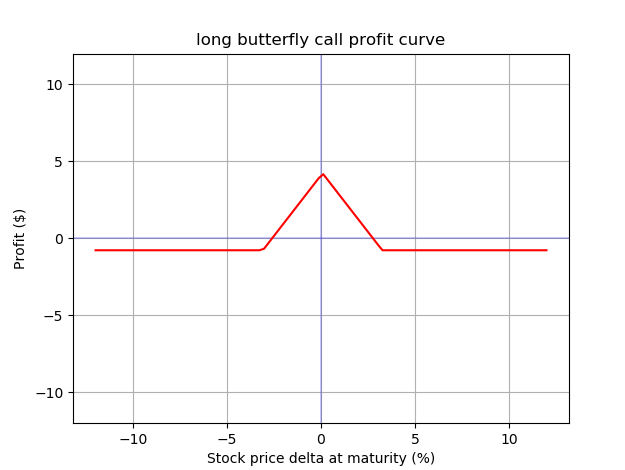 long butterfly call profit curve
10
5
0
−5
−10
Profit ($)
−10 −5 0 5 10
Stock price delta at maturity (%)